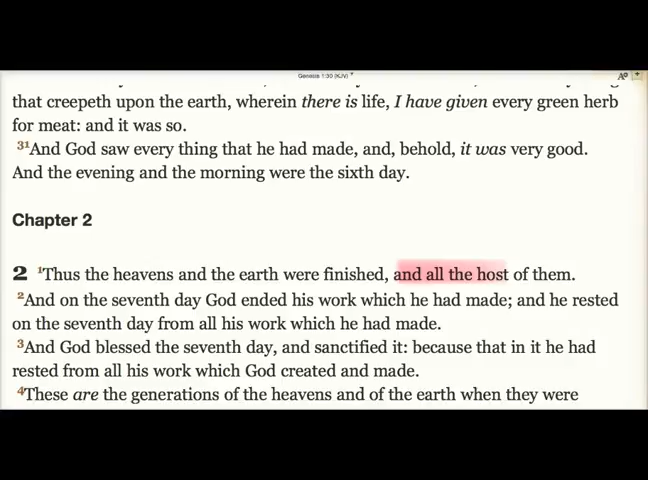 Genesis 1:30 (KJV)
that creepeth upon the earth, wherein there is life, I have given every green herb
for meat: and it was so.
31And God saw every thing that he had made, and, behold, it was very good.
And the evening and the morning were the sixth day.
Chapter 2
2 1Thus the heavens and the earth were finished, and all the host of them.
2And on the seventh day God ended his work which he had made; and he rested
on the seventh day from all his work which he had made.
3And God blessed the seventh day, and sanctified it: because that in it he had
rested from all his work which God created and made.
4These are the generations of the heavens and of the earth when they were